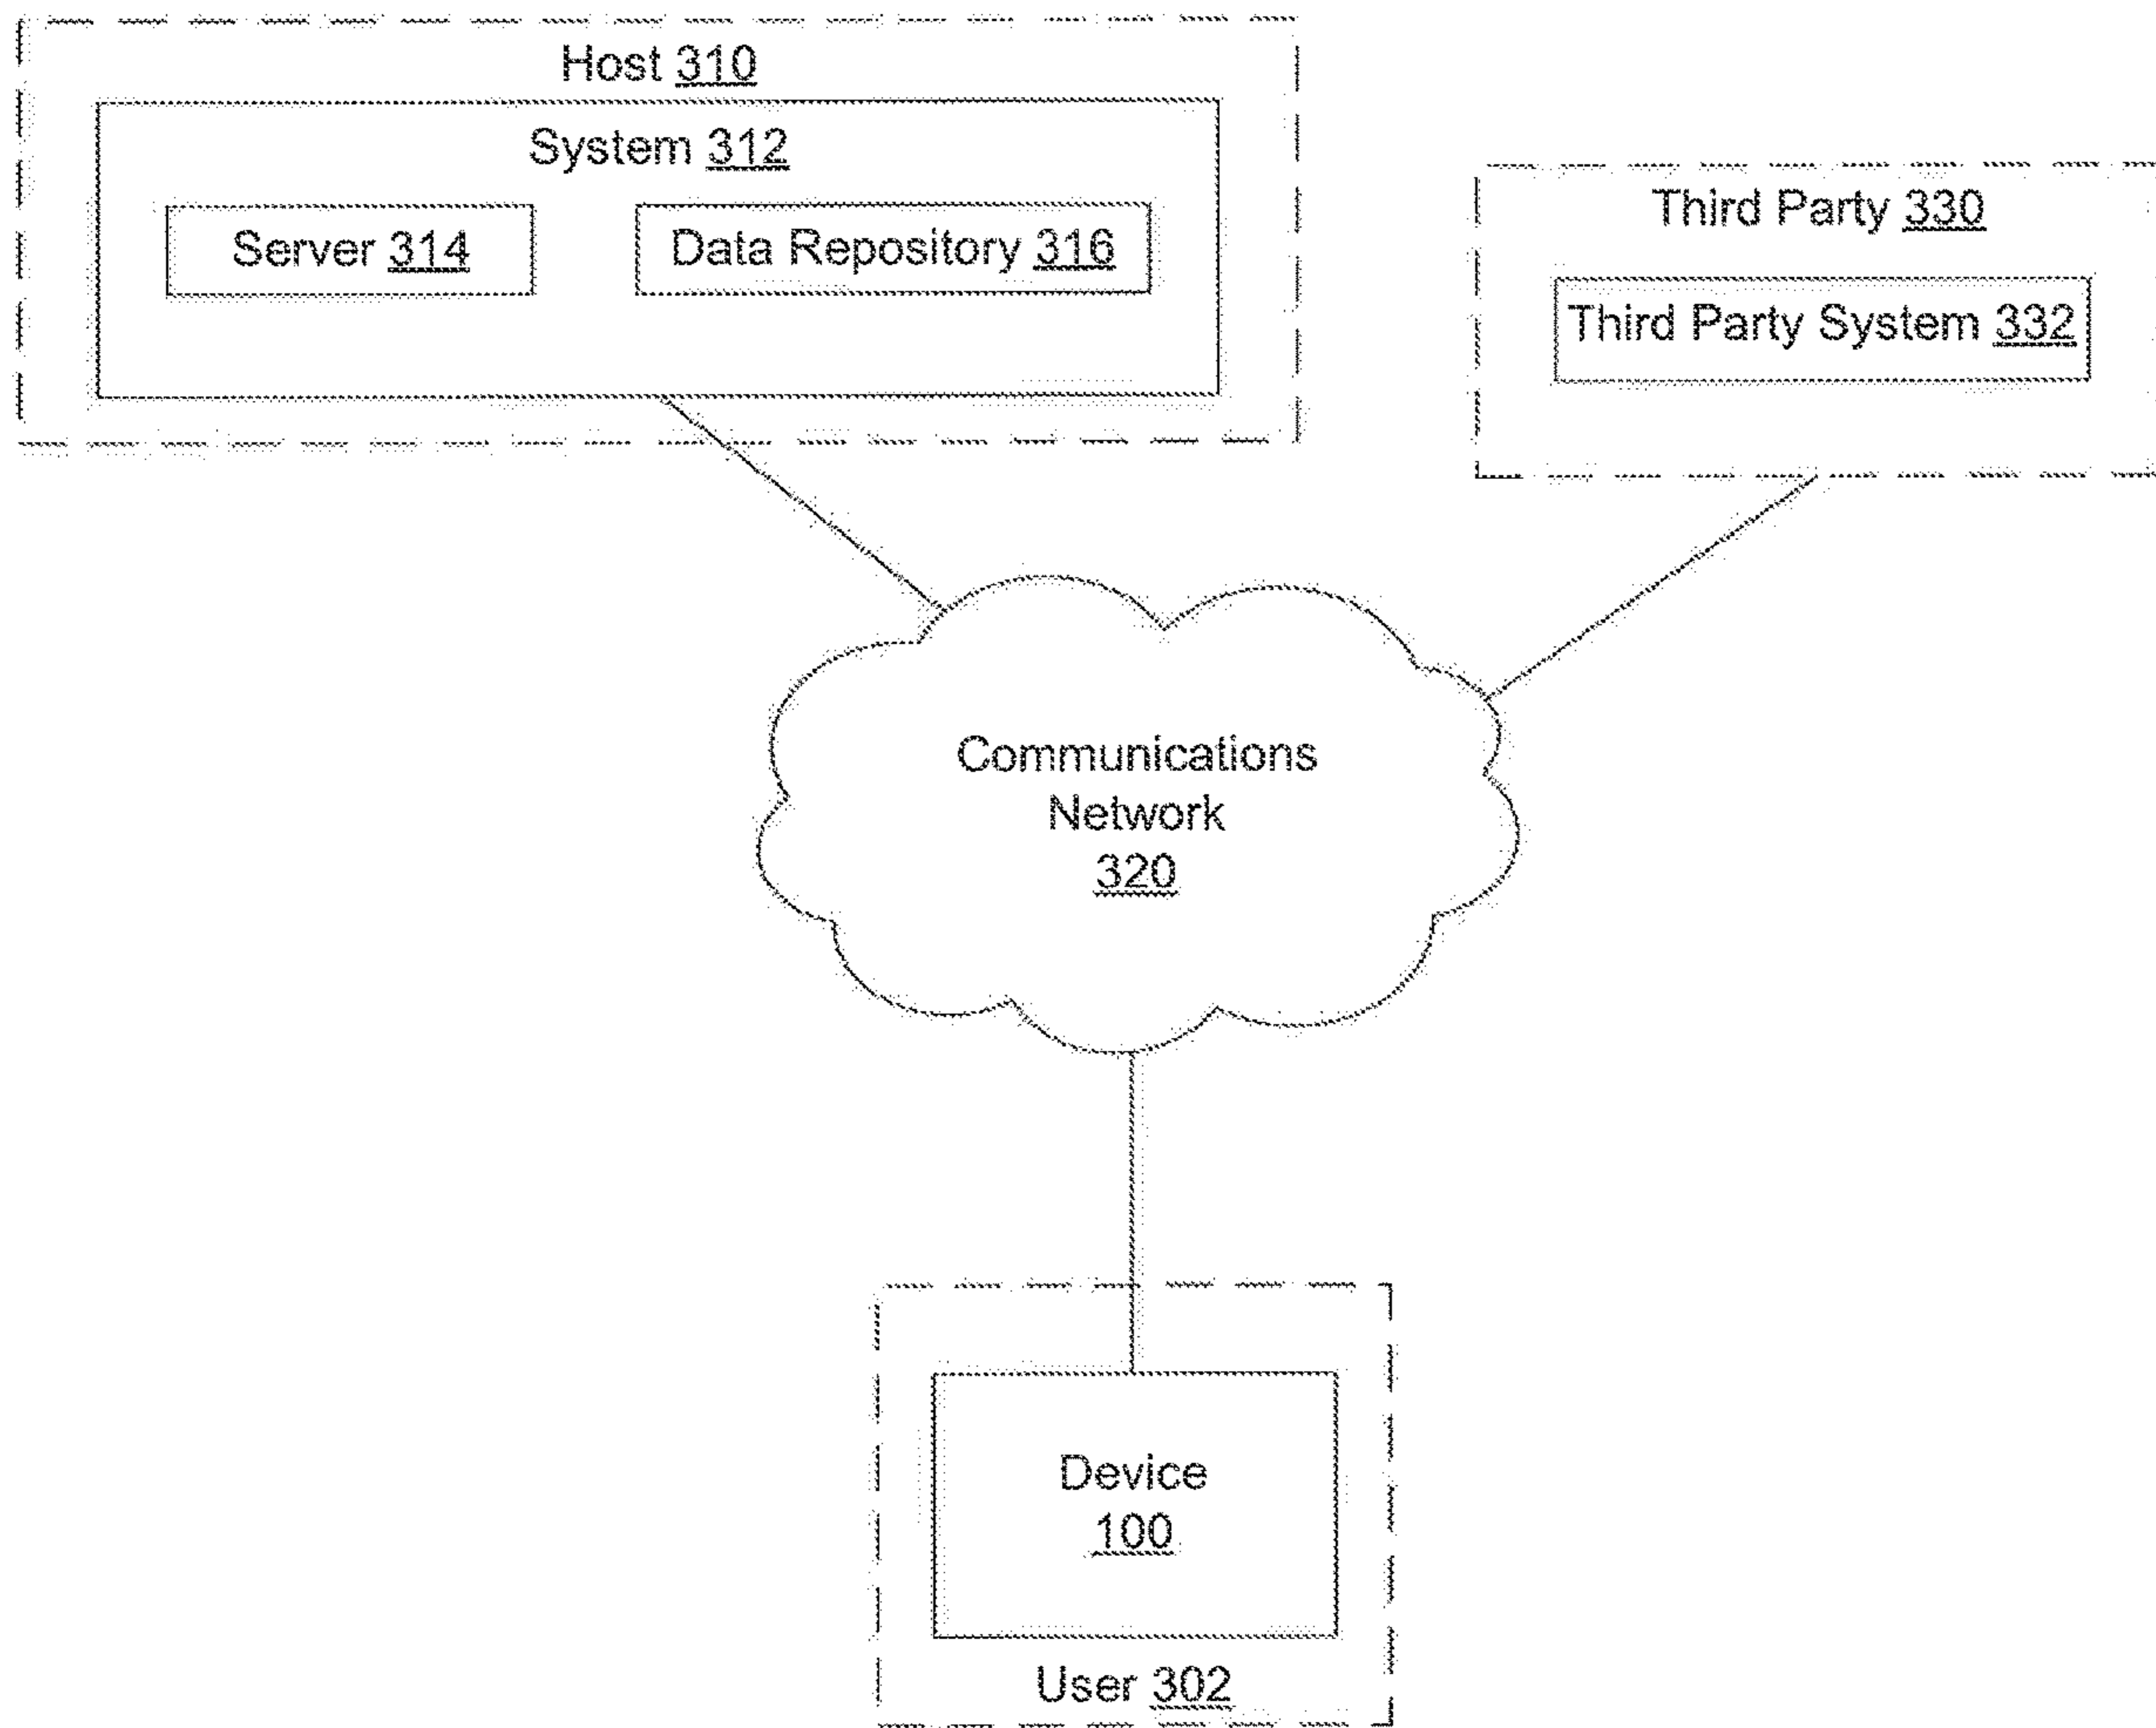 Host 310
System 312
Server 314
Data Repository 316
Third Party 330
Third Party System 332
Communications
Network
320
Device
100
User 302